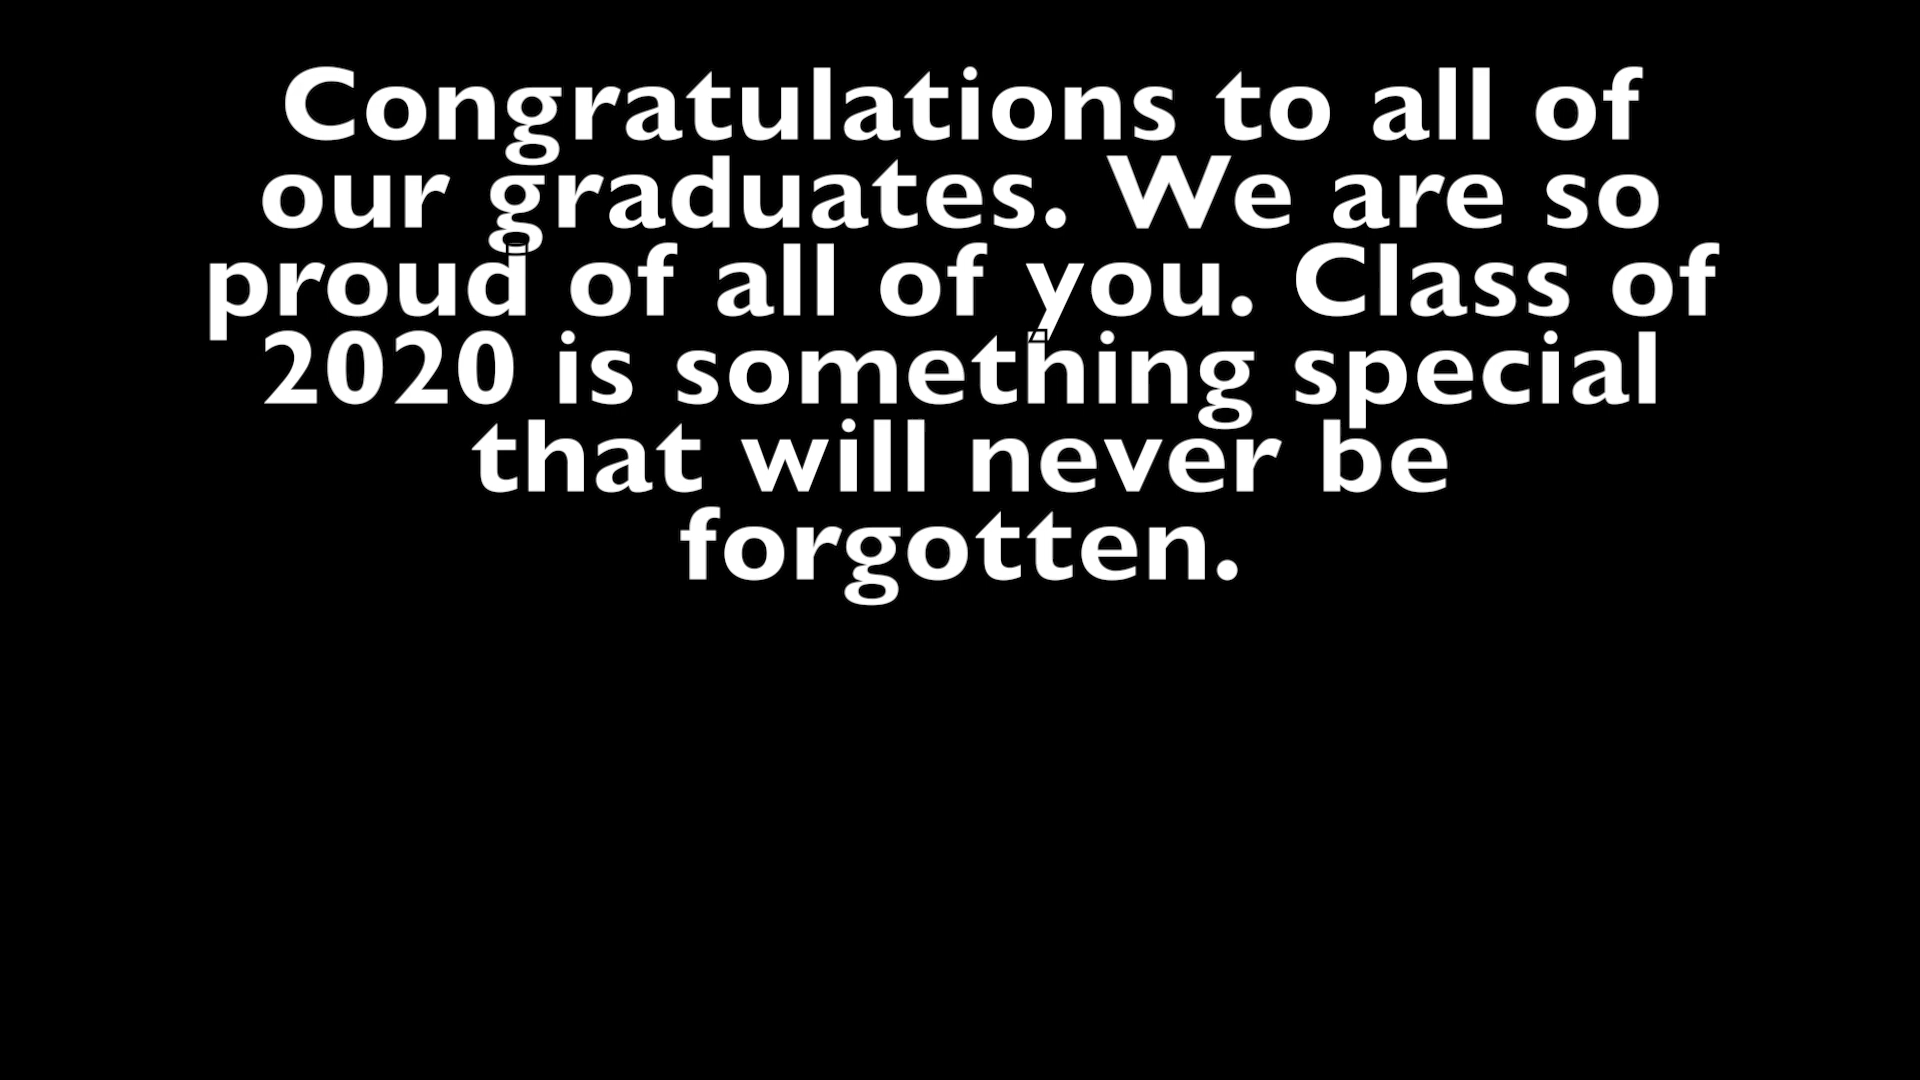 Congratulations to all of
our graduates. We are so
proud of all of you. Class of
2020 is something special
that will never be
forgotten.